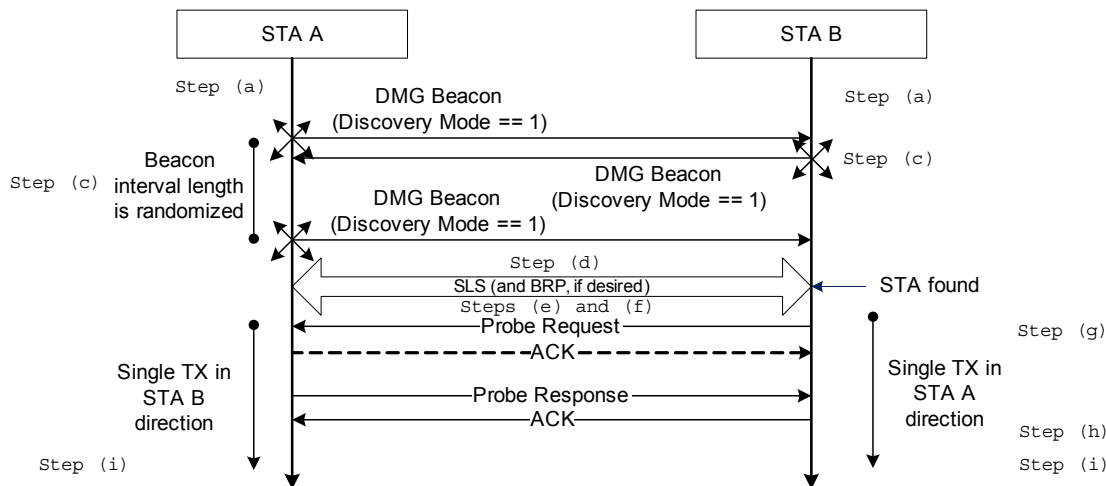 STA A
STA B
Step (a)
Step (a)
DMG Beacon
(Discovery Mode == 1)
Step (c)
Step (c)
Beacon
interval length
is randomized
DMG Beacon
(Discovery Mode == 1)
DMG Beacon
(Discovery Mode == 1)
Step (d)
SLS (and BRP, if desired)
STA found
Steps (e) and (f)
Probe Request
Step (g)
ACK
Single TX in
STA B
direction
Single TX in
STA A
direction
Probe Response
ACK
Step (h)
Step (i)
Step (i)